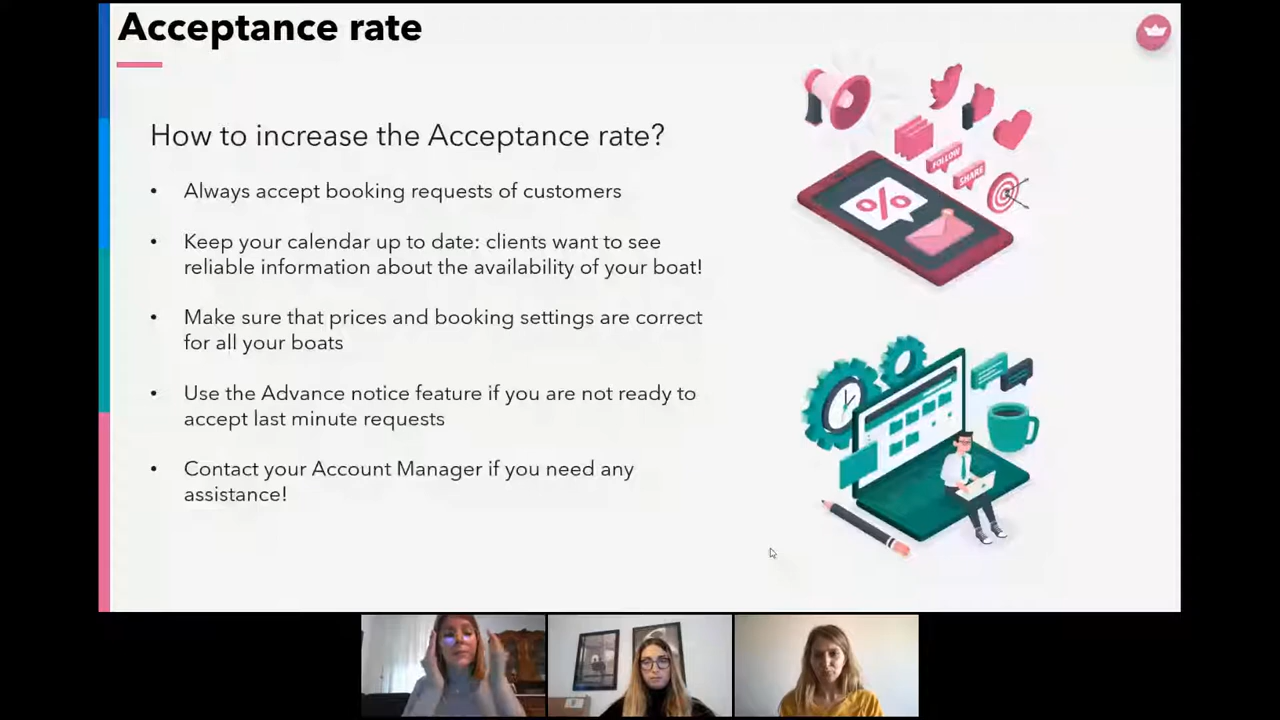 Acceptance rate
How to increase the Acceptance rate?
• Always accept booking requests of customers
• Keep your calendar up to date: clients want to see
reliable information about the availability of your boat!
• Make sure that prices and booking settings are correct
for all your boats
• Use the Advance notice feature if you are not ready to
accept last minute requests
• Contact your Account Manager if you need any
assistance!
FOLLOW
SHARE
%